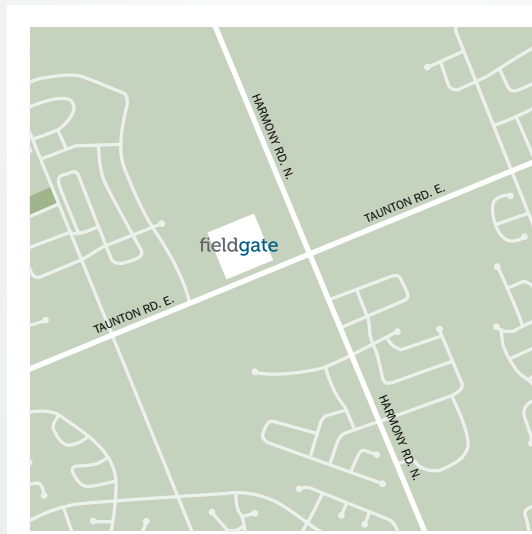 HARMONY RD. N.
TAUNTON RD. E.
fieldgate
TAUNTON RD. E.
HARMONY RD. N.